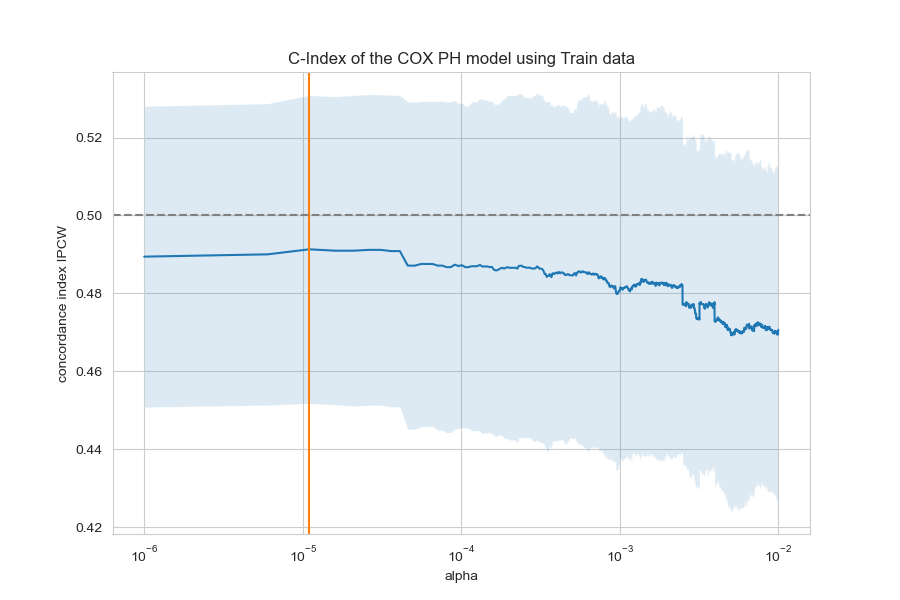 C-Index of the COX PH model using Train data
concordance index IPCW
0.52
0.50
0.48
0.46
0.44
0.42
10⁻⁶ 10⁻⁵ 10⁻⁴ 10⁻³ 10⁻²
alpha